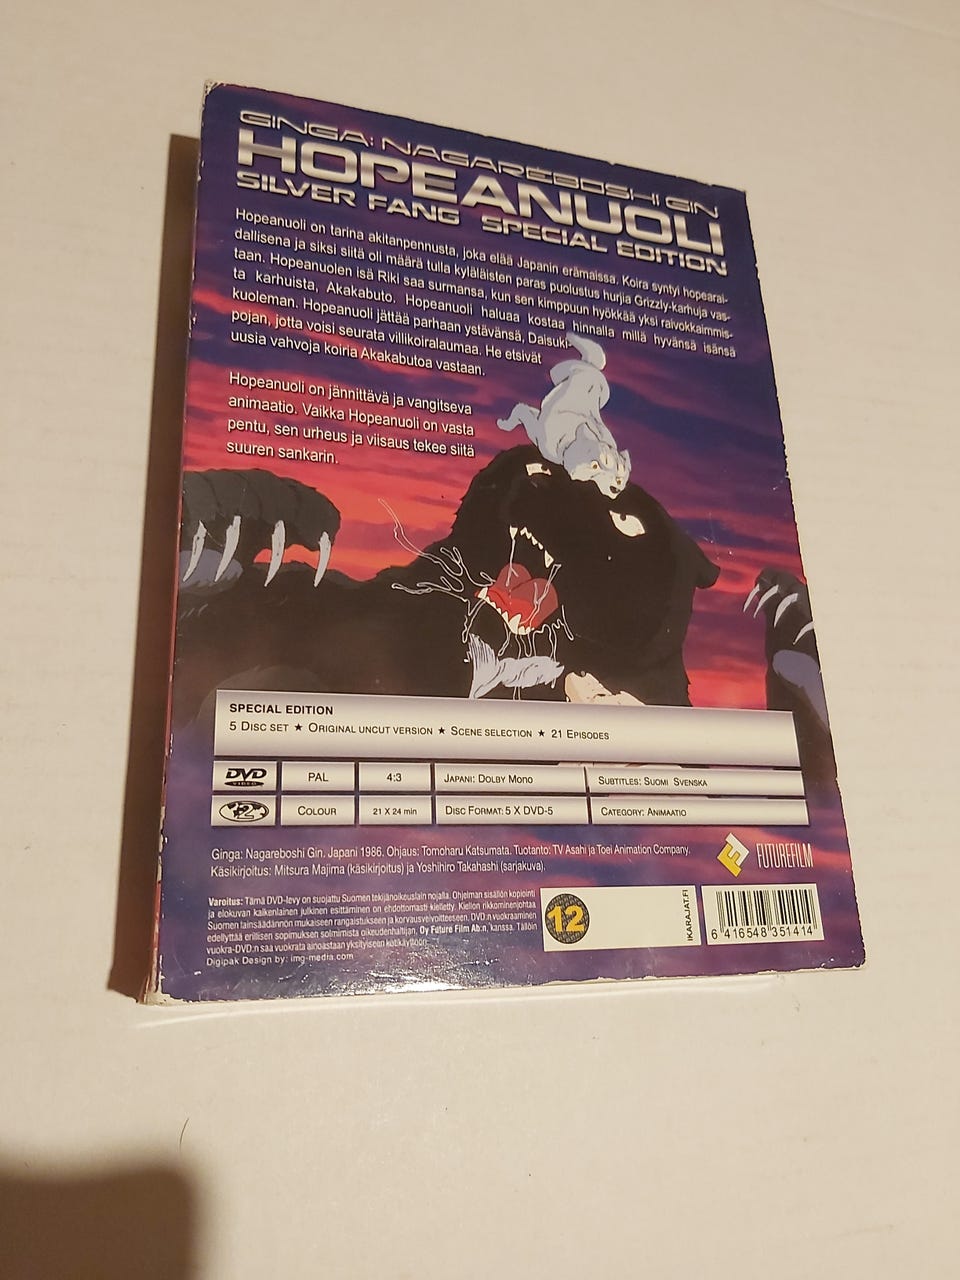 GINGA: NAGAREBOSHI GIN
HOPEANUOLI
SILVER FANG SPECIAL EDITION
Hopeanuoli on tarina akitanpennusta, joka elää Japanin erämaissa. Koira syntyi hopearai-
dallisena ja siksi siitä oli määrä tulla kyläläisten paras puolustus hurjia Grizzly-karhuja vas-
taan. Hopeanuolen isä Riki saa surmansa, kun sen kimppuun hyökkää yksi raivokkaimmis-
ta karhuista, Akakabuto. Hopeanuoli haluaa kostaa hinnalla millä hyvänsä isänsä
kuoleman. Hopeanuoli jättää parhaan ystävänsä, Daisuki-
pojan, jotta voisi seurata villikoiralaumaa. He etsivät
uusia vahvoja koiria Akakabutoa vastaan.
Hopeanuoli on jännittävä ja vangitseva
animaatio. Vaikka Hopeanuoli on vasta
pentu, sen urheus ja viisaus tekee siitä
suuren sankarin.
SPECIAL EDITION
5 DISC SET ★ ORIGINAL UNCUT VERSION ★ SCENE SELECTION ★ 21 EPISODES
DVD VIDEO PAL 4:3 JAPANI: DOLBY MONO SUBTITLES: SUOMI SVENSKA
2 COLOUR 21 X 24 min DISC FORMAT: 5 X DVD-5 CATEGORY: ANIMAATIO
Ginga: Nagareboshi Gin. Japani 1986. Ohjaus: Tomoharu Katsumata. Tuotanto: TV Asahi ja Toei Animation Company.
Käsikirjoitus: Mitsura Majima (käsikirjoitus) ja Yoshihiro Takahashi (sarjakuva).
FUTUREFILM
Varoitus: Tämä DVD-levy on suojattu Suomen tekijänoikeuslain nojalla. Ohjelman sisällön kopiointi
ja elokuvan kaikenlainen julkinen esittäminen on ehdottomasti kielletty. Kiellon rikkominenjohtaa
Suomen lainsäädännön mukaiseen rangaistukseen ja korvausvelvoitteeseen. DVD:n vuokraaminen
edellyttää erillisen sopimuksen solmimista oikeudenhaltijan, Oy Future Film Ab:n, kanssa. Tällöin
vuokra-DVD:n saa vuokrata ainoastaan yksityiseen kotikäyttöön.
Digipak Design by: img-media.com
12
IKARAJAT.FI
6 416548 351414